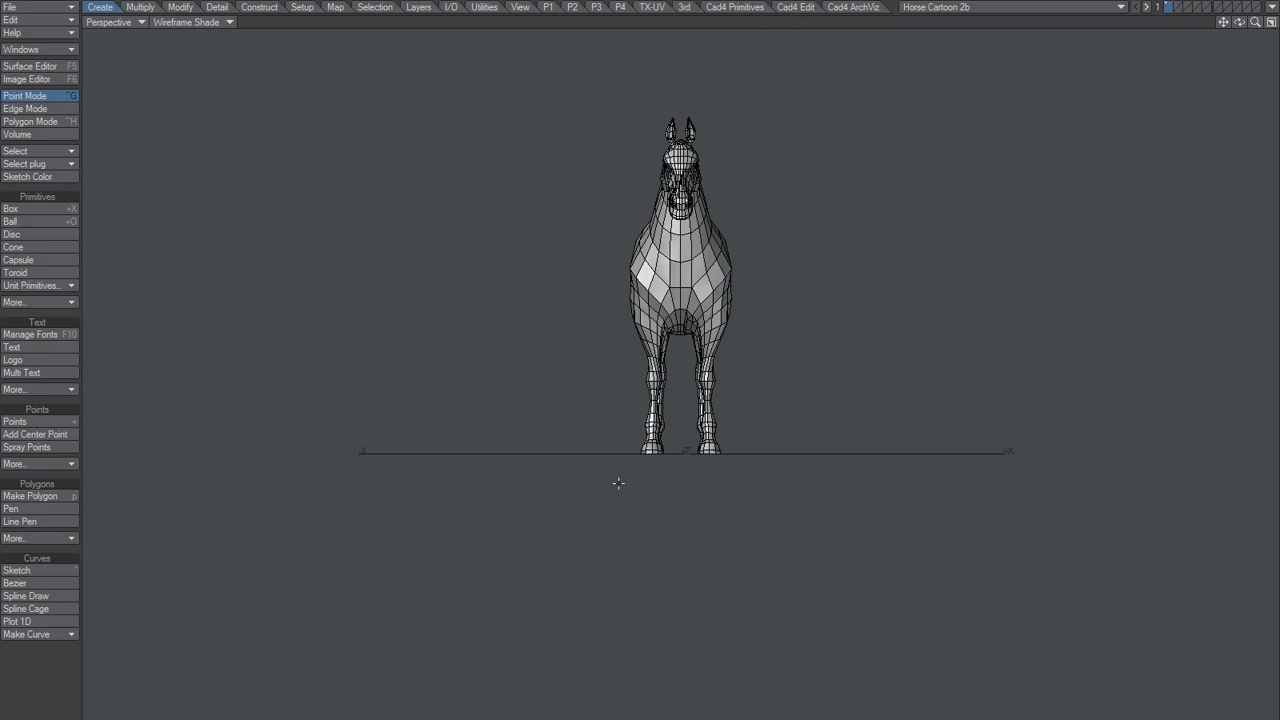 File Create Multiply Modify Detail Construct Setup Map Selection Layers I/O Utilities View P1 P2 P3 P4 TX-UV 3rd Cad4 Primitives Cad4 Edit Cad4 ArchViz Horse Cartoon 2b 1
Edit Perspective Wireframe Shade
Help
Windows
Surface Editor F5
Image Editor F6
Point Mode ^G
Edge Mode
Polygon Mode ^H
Volume
Select
Select plug
Sketch Color
Primitives
Box +X
Ball +O
Disc
Cone
Capsule
Toroid
Unit Primitives...
More...
Text
Manage Fonts F10
Text
Logo
Multi Text
More...
Points
Points +
Add Center Point
Spray Points
More...
Polygons
Make Polygon p
Pen
Line Pen
More...
Curves
Sketch '
Bezier
Spline Draw
Spline Cage
Plot 1D
Make Curve
-X
+X